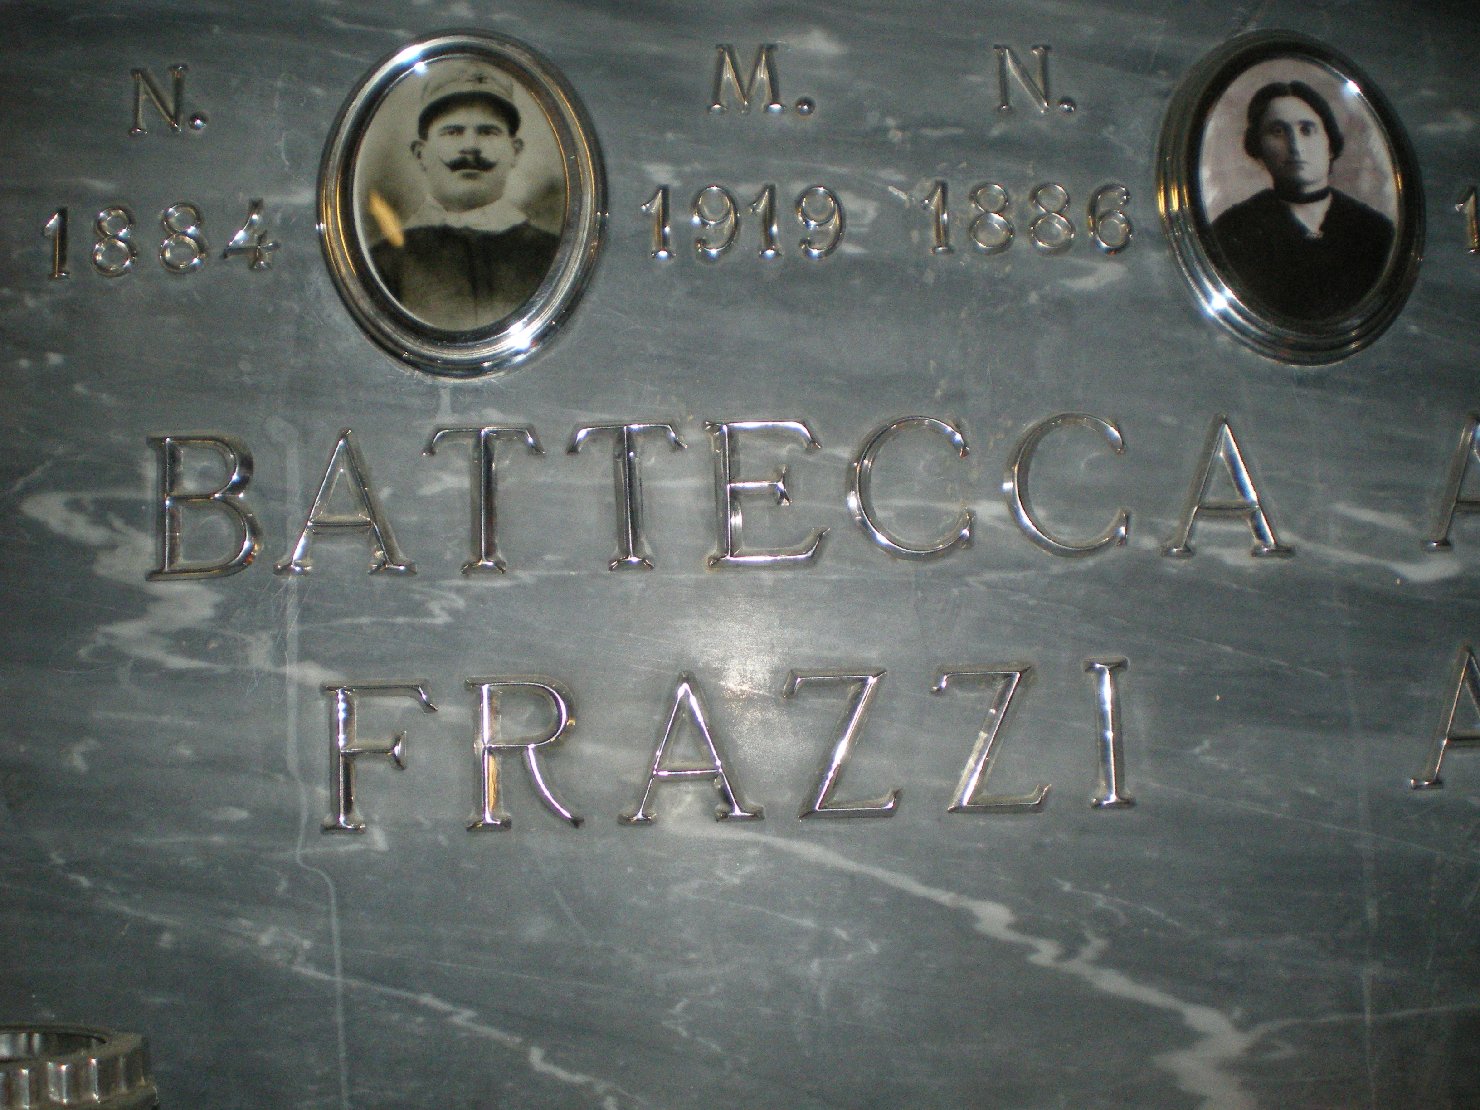 N. M. N.
1884 1919 1886
BATTECCA
FRAZZI